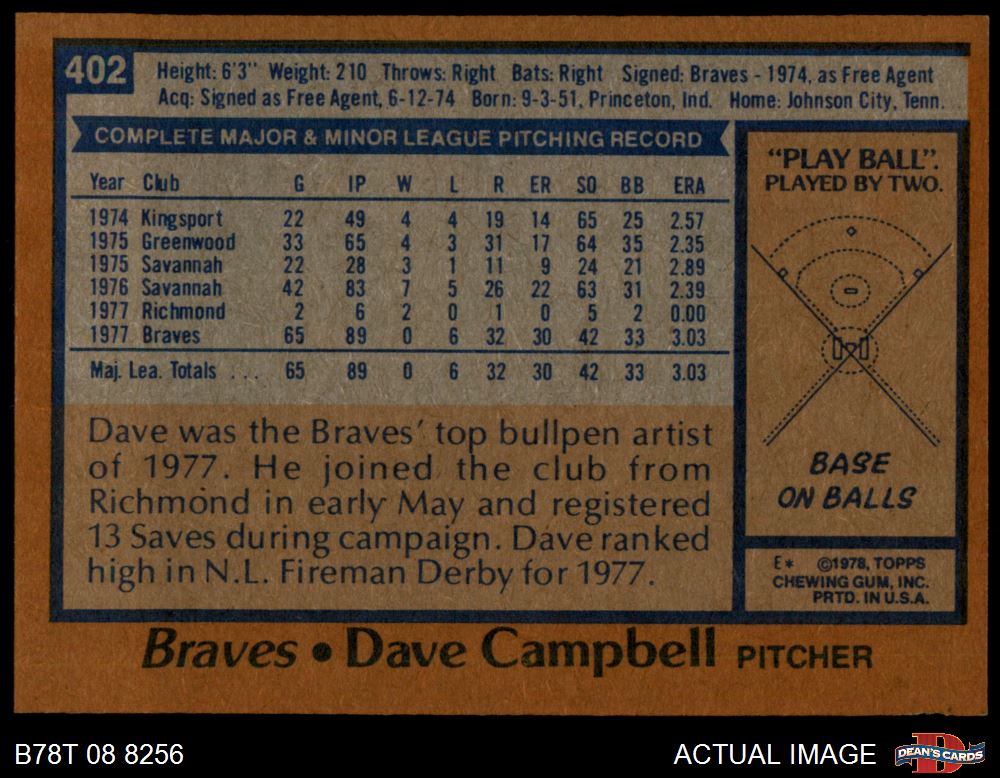 402
Height: 6'3" Weight: 210 Throws: Right Bats: Right Signed: Braves - 1974, as Free Agent
Acq: Signed as Free Agent, 6-12-74 Born: 9-3-51, Princeton, Ind. Home: Johnson City, Tenn.
COMPLETE MAJOR & MINOR LEAGUE PITCHING RECORD
Year Club G IP W L R ER SO BB ERA
1974 Kingsport 22 49 4 4 19 14 65 25 2.57
1975 Greenwood 33 65 4 3 31 17 64 35 2.35
1975 Savannah 22 28 3 1 11 9 24 21 2.89
1976 Savannah 42 83 7 5 26 22 63 31 2.39
1977 Richmond 2 6 2 0 1 0 5 2 0.00
1977 Braves 65 89 0 6 32 30 42 33 3.03
Maj. Lea. Totals . . . 65 89 0 6 32 30 42 33 3.03
Dave was the Braves' top bullpen artist
of 1977. He joined the club from
Richmond in early May and registered
13 Saves during campaign. Dave ranked
high in N.L. Fireman Derby for 1977.
"PLAY BALL".
PLAYED BY TWO.
BASE
ON BALLS
E* ©1978, TOPPS
CHEWING GUM, INC.
PRTD. IN U.S.A.
Braves • Dave Campbell PITCHER
B78T 08 8256
ACTUAL IMAGE
D
DEAN'S CARDS